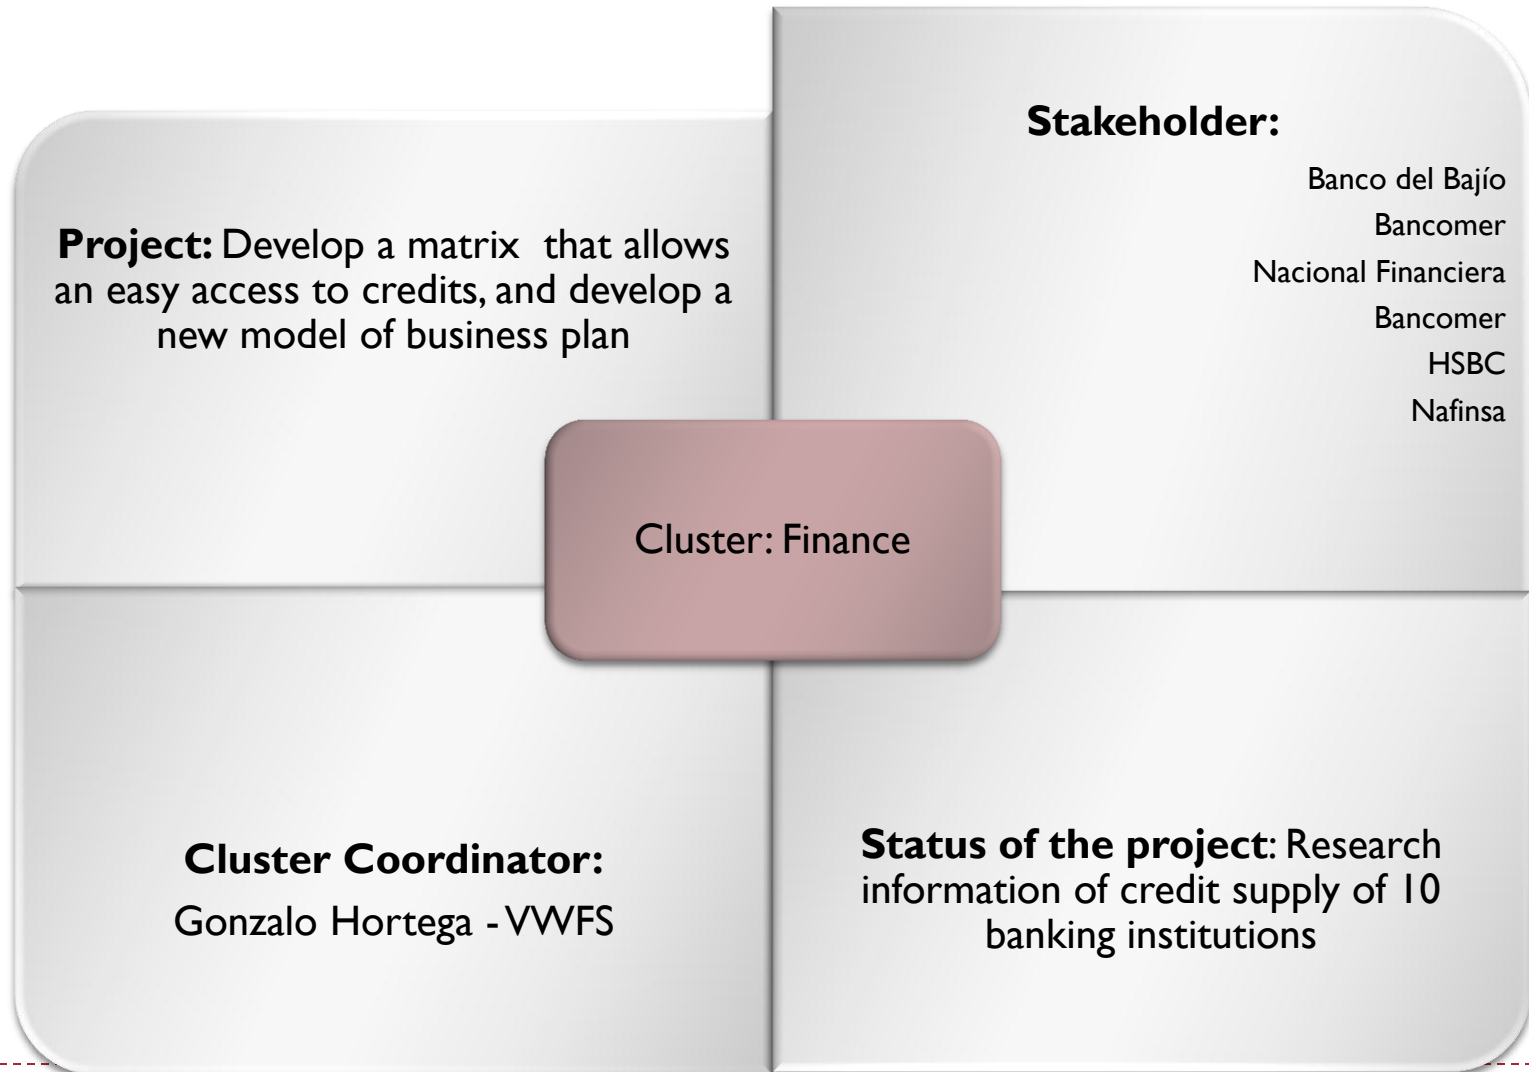 Project: Develop a matrix that allows
an easy access to credits, and develop a
new model of business plan
Stakeholder:
Banco del Bajío
Bancomer
Nacional Financiera
Bancomer
HSBC
Nafinsa
Cluster: Finance
Cluster Coordinator:
Gonzalo Hortega - VWFS
Status of the project: Research
information of credit supply of 10
banking institutions